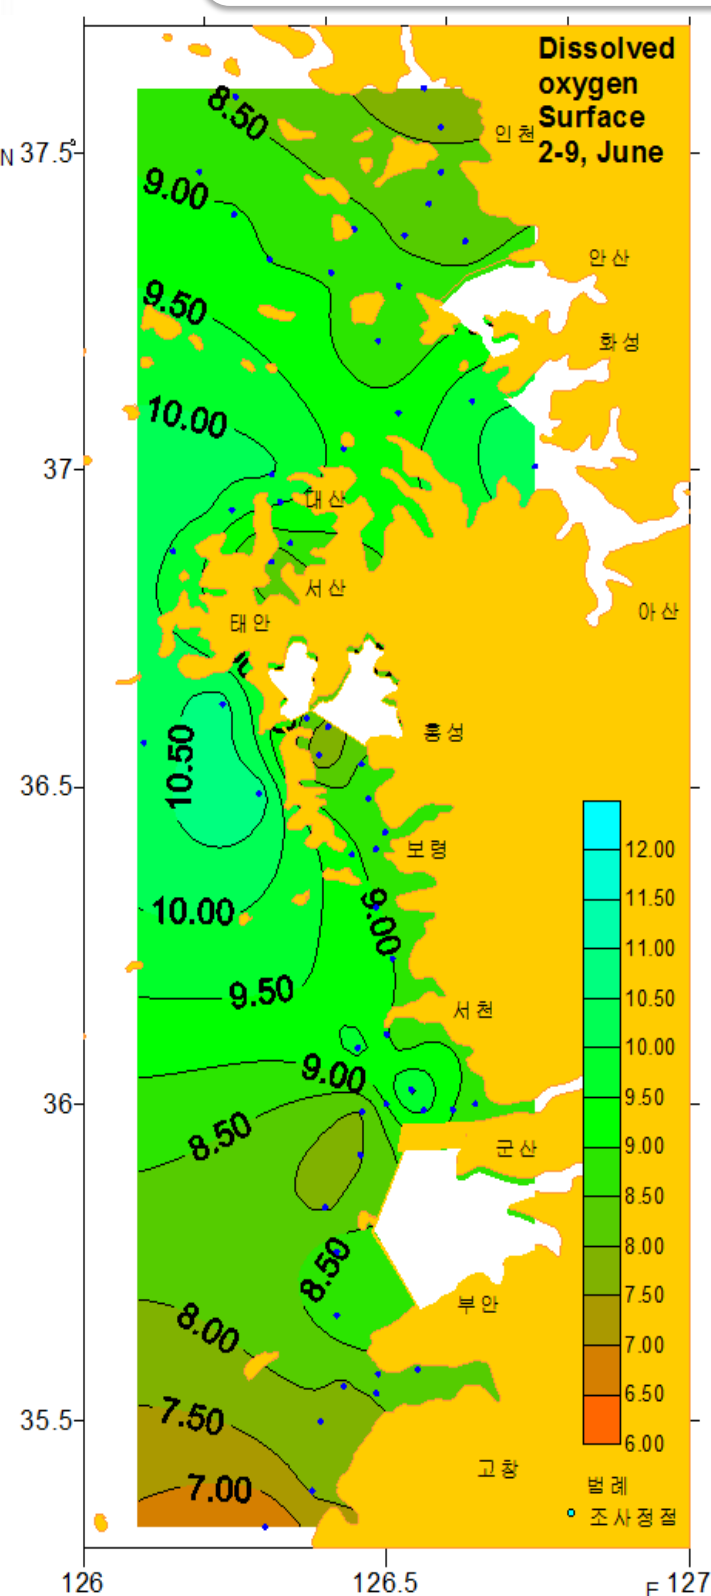 Dissolved
oxygen
Surface
2-9, June
N 37.5°
8.50
인천
9.00
안산
9.50
화성
10.00
37
대산
서산
아산
태안
홍성
10.50
36.5
보령
12.00
11.50
11.00
10.50
10.00
9.50
9.00
8.50
8.00
7.50
7.00
6.50
6.00
9.00
10.00
9.50
서천
9.00
36
8.50
군산
8.50
부안
8.00
7.50
35.5
고창
7.00
범례
조사정점
126
126.5
E 127